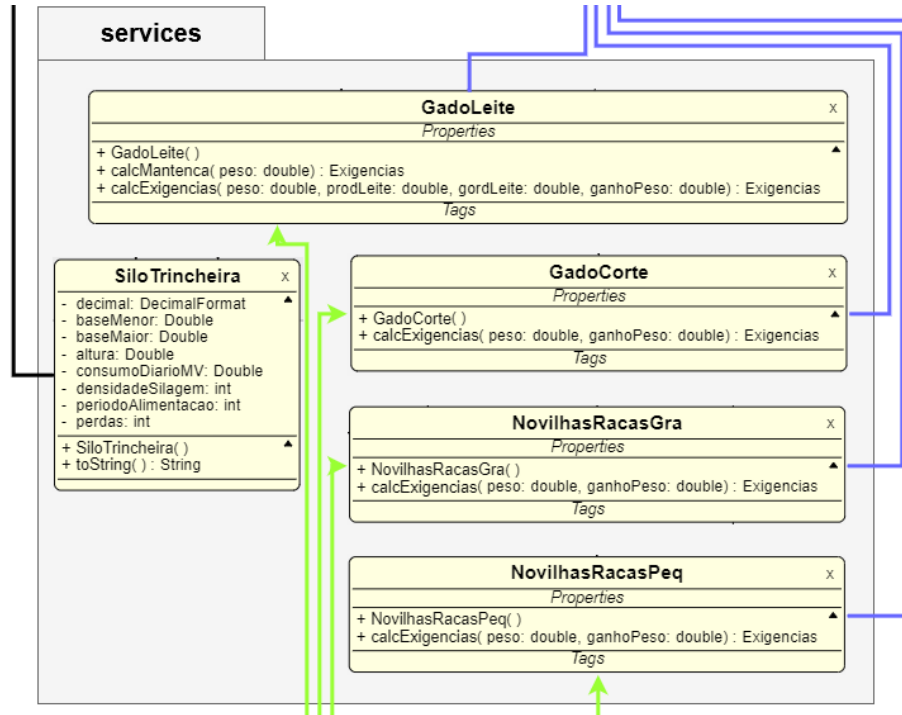 services
GadoLeite x
Properties
+ GadoLeite( )
+ calcMantenca( peso: double) : Exigencias
+ calcExigencias( peso: double, prodLeite: double, gordLeite: double, ganhoPeso: double) : Exigencias
Tags
SiloTrincheira x
- decimal: DecimalFormat
- baseMenor: Double
- baseMaior: Double
- altura: Double
- consumoDiarioMV: Double
- densidadeSilagem: int
- periodoAlimentacao: int
- perdas: int
+ SiloTrincheira( )
+ toString( ) : String
GadoCorte x
Properties
+ GadoCorte( )
+ calcExigencias( peso: double, ganhoPeso: double) : Exigencias
Tags
NovilhasRacasGra x
Properties
+ NovilhasRacasGra( )
+ calcExigencias( peso: double, ganhoPeso: double) : Exigencias
Tags
NovilhasRacasPeq x
Properties
+ NovilhasRacasPeq( )
+ calcExigencias( peso: double, ganhoPeso: double) : Exigencias
Tags